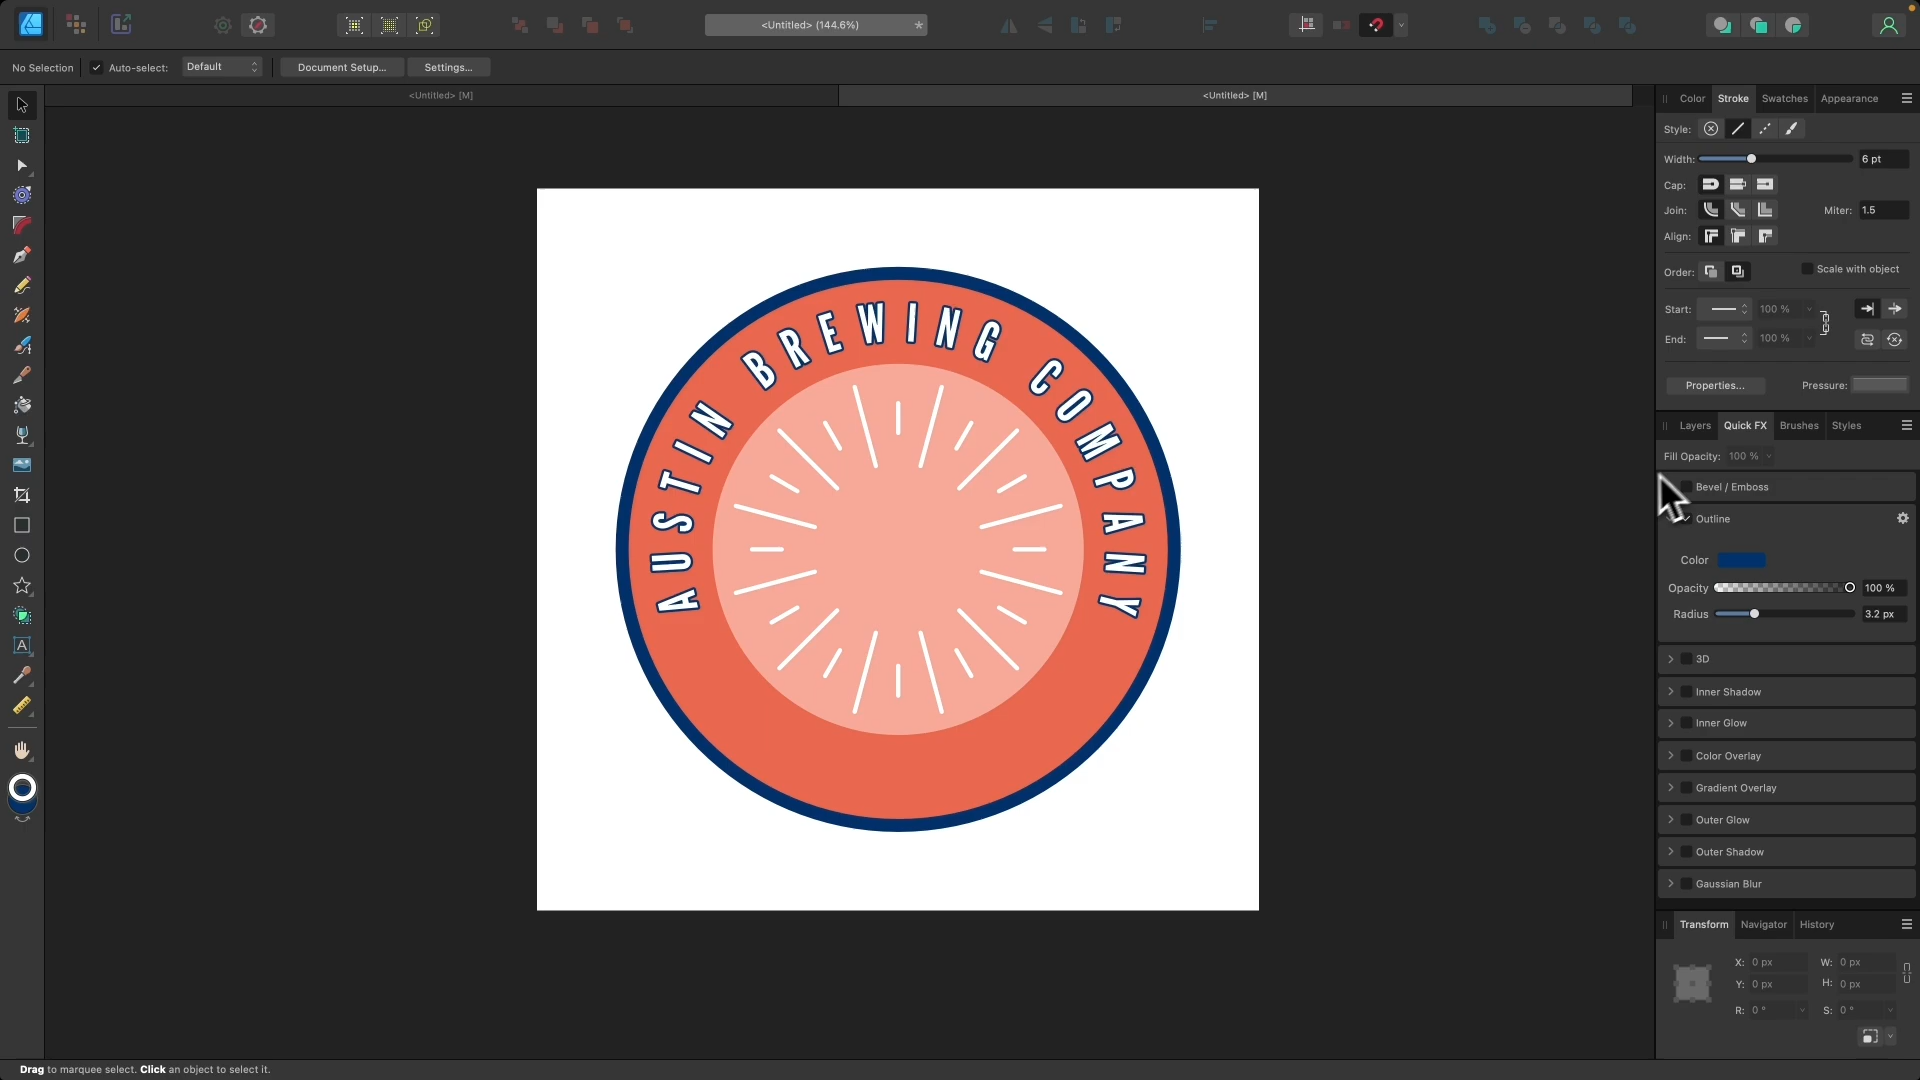 <Untitled> (144.6%)
*
No Selection
Auto-select:
Default
Document Setup...
Settings...
<Untitled> [M]
<Untitled> [M]
AUSTIN BREWING COMPANY
Color
Stroke
Swatches
Appearance
Style:
Width:
6 pt
Cap:
Join:
Miter:
1.5
Align:
Order:
Scale with object
Start:
100 %
End:
100 %
Properties...
Pressure:
Layers
Quick FX
Brushes
Styles
Fill Opacity:
100 %
Bevel / Emboss
Outline
Color
Opacity
100 %
Radius
3.2 px
3D
Inner Shadow
Inner Glow
Color Overlay
Gradient Overlay
Outer Glow
Outer Shadow
Gaussian Blur
Transform
Navigator
History
X: 0 px
W: 0 px
Y: 0 px
H: 0 px
R: 0 °
S: 0 °
Drag to marquee select. Click an object to select it.